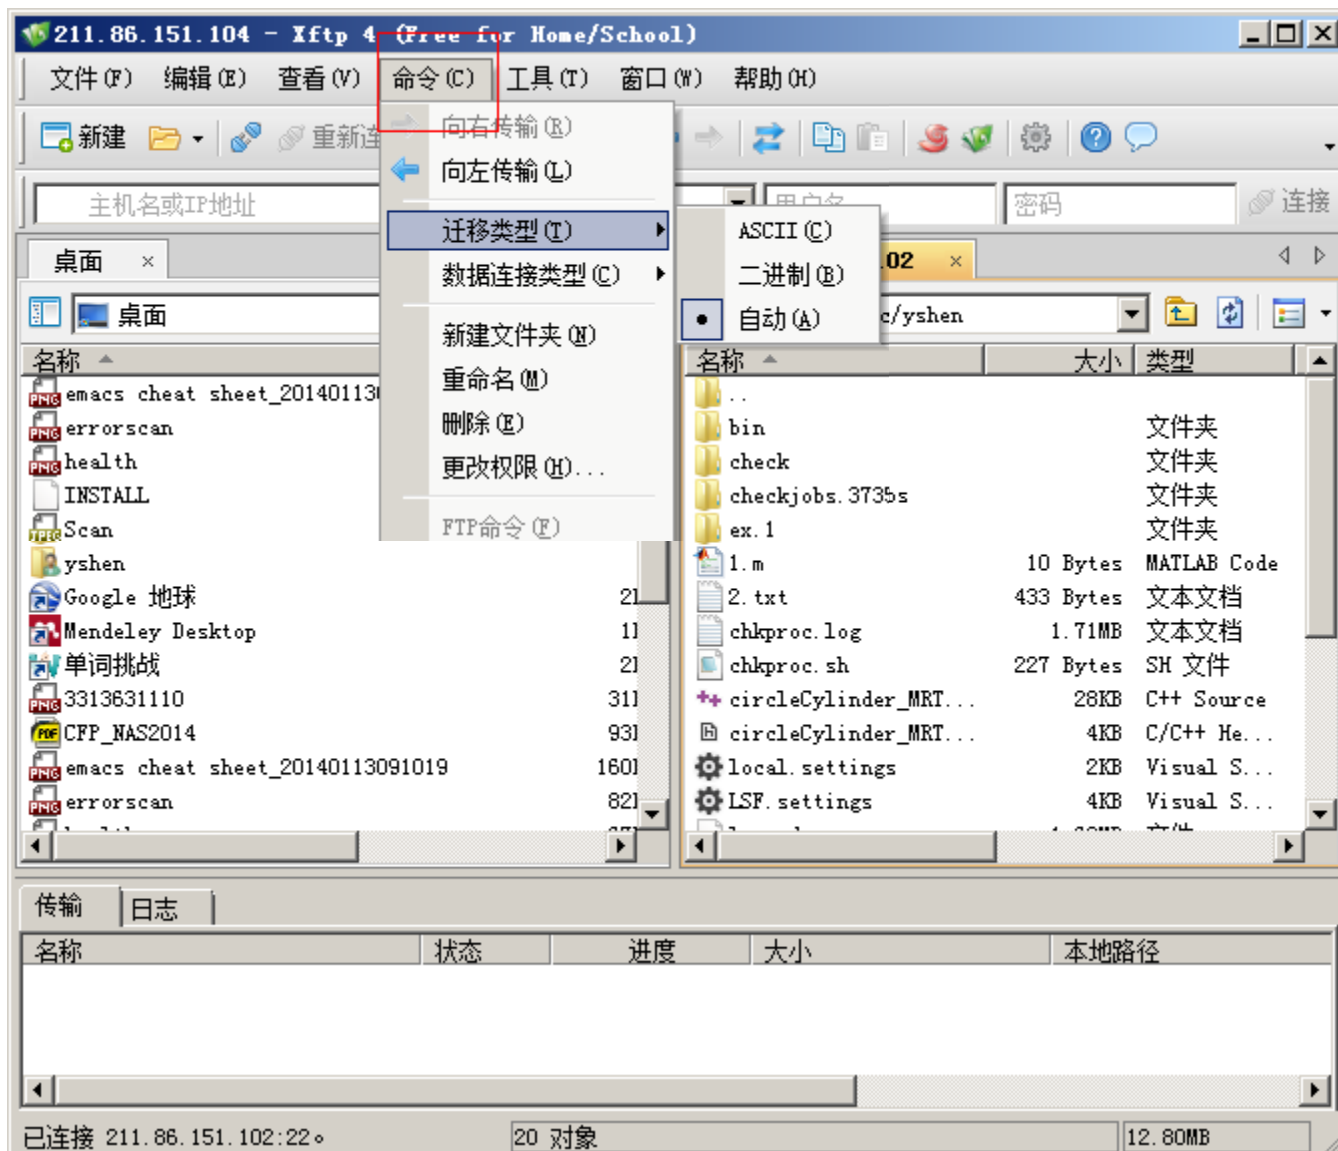 211.86.151.104 - Xftp 4 (Free for Home/School)
文件(F) 编辑(E) 查看(V) 命令(C) 工具(T) 窗口(W) 帮助(H)
新建 重新连
主机名或IP地址 用户名 密码 连接
向右传输(R)
向左传输(L)
迁移类型(T)
数据连接类型(C)
新建文件夹(N)
重命名(M)
删除(E)
更改权限(H)...
FTP命令(F)
ASCII(C)
二进制(B)
自动(A)
桌面
.02
桌面
c/yshen
名称
emacs cheat sheet_20140113
errorscan
health
INSTALL
Scan
yshen
Google 地球 2
Mendeley Desktop 1
单词挑战 2
3313631110 31
CFP_NAS2014 93
emacs cheat sheet_20140113091019 160
errorscan 82
名称 大小 类型
..
bin 文件夹
check 文件夹
checkjobs.3735s 文件夹
ex.1 文件夹
1.m 10 Bytes MATLAB Code
2.txt 433 Bytes 文本文档
chkproc.log 1.71MB 文本文档
chkproc.sh 227 Bytes SH 文件
circleCylinder_MRT... 28KB C++ Source
circleCylinder_MRT... 4KB C/C++ He...
local.settings 2KB Visual S...
LSF.settings 4KB Visual S...
传输 日志
名称 状态 进度 大小 本地路径
已连接 211.86.151.102:22。 20 对象 12.80MB